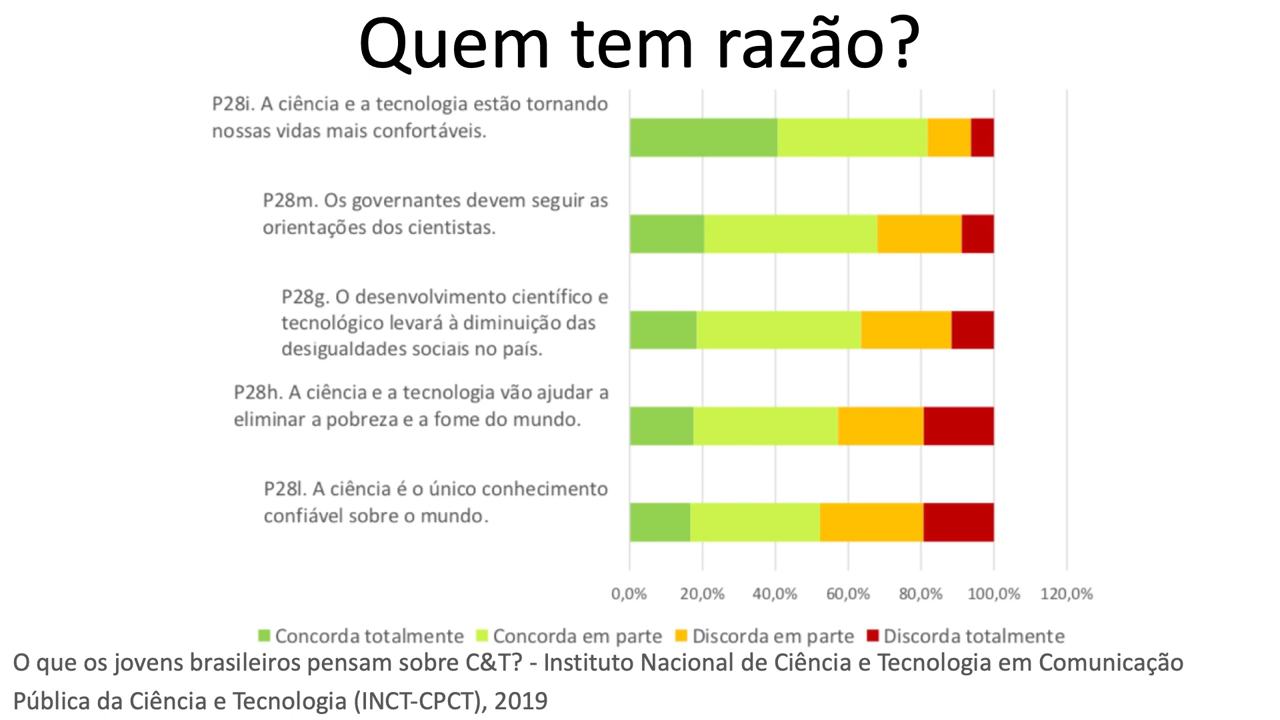 Quem tem razão?
P28i. A ciência e a tecnologia estão tornando
nossas vidas mais confortáveis.
P28m. Os governantes devem seguir as
orientações dos cientistas.
P28g. O desenvolvimento científico e
tecnológico levará à diminuição das
desigualdades sociais no país.
P28h. A ciência e a tecnologia vão ajudar a
eliminar a pobreza e a fome do mundo.
P28l. A ciência é o único conhecimento
confiável sobre o mundo.
0,0% 20,0% 40,0% 60,0% 80,0% 100,0% 120,0%
Concorda totalmente Concorda em parte Discorda em parte Discorda totalmente
O que os jovens brasileiros pensam sobre C&T? - Instituto Nacional de Ciência e Tecnologia em Comunicação
Pública da Ciência e Tecnologia (INCT-CPCT), 2019